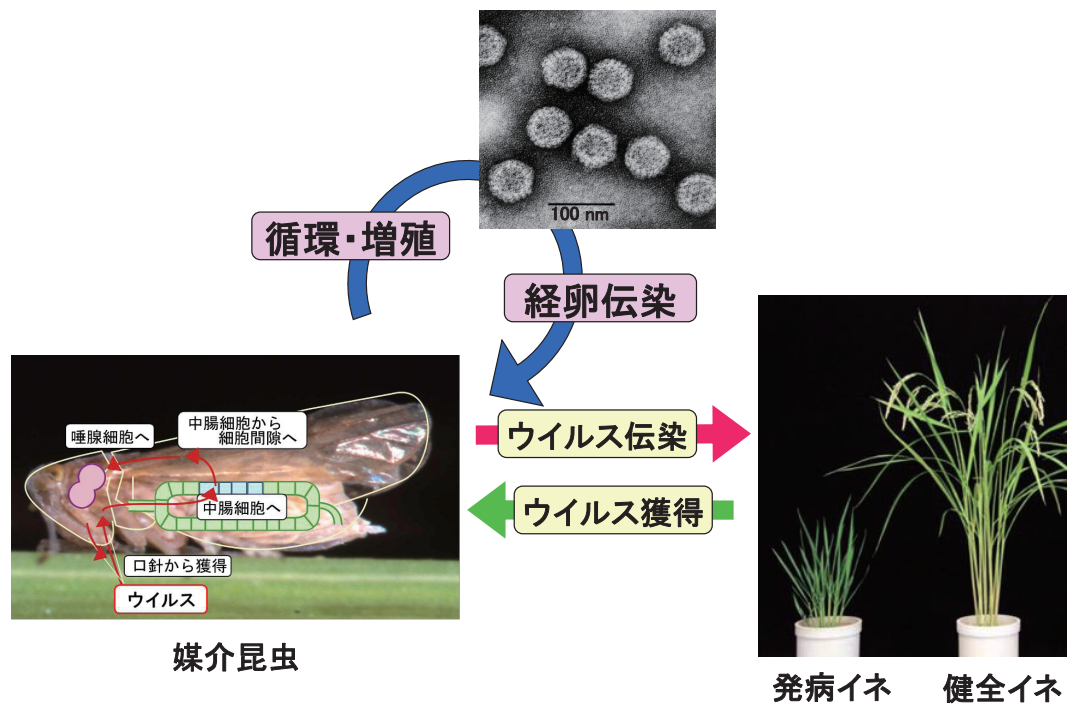 100 nm
循環・増殖
経卵伝染
中腸細胞から
細胞間隙へ
唾腺細胞へ
中腸細胞へ
口針から獲得
ウイルス
媒介昆虫
ウイルス伝染
ウイルス獲得
発病イネ
健全イネ